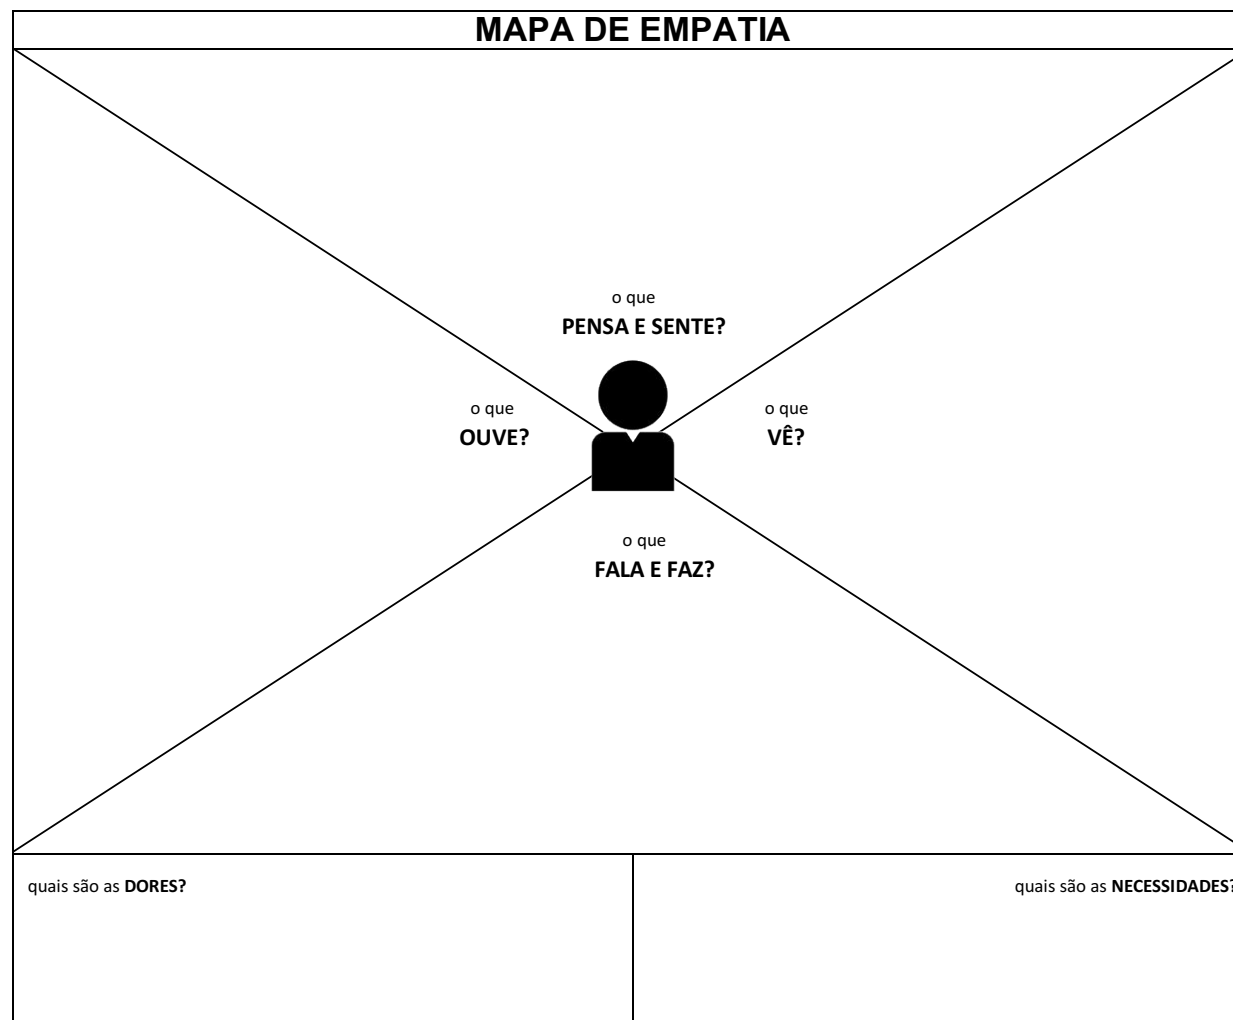 MAPA DE EMPATIA
o que
PENSA E SENTE?
o que
OUVE?
o que
VÊ?
o que
FALA E FAZ?
quais são as DORES?
quais são as NECESSIDADES?